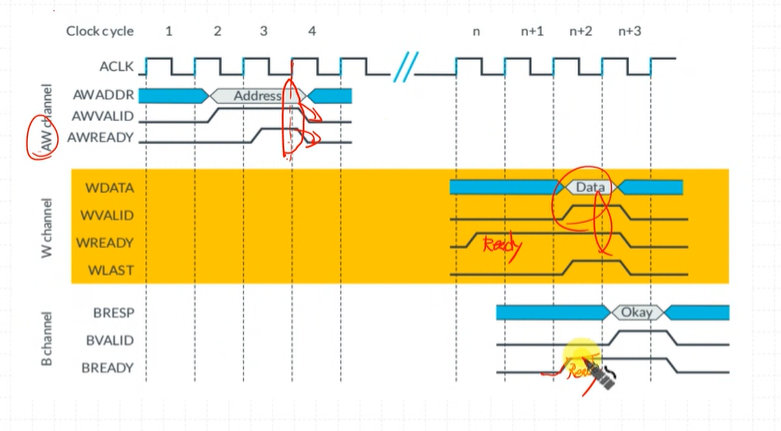 Clock cycle 1 2 3 4 n n+1 n+2 n+3
ACLK
AW channel
AWADDR Address
AWVALID
AWREADY
W channel
WDATA Data
WVALID
WREADY Ready
WLAST
B channel
BRESP Okay
BVALID
BREADY